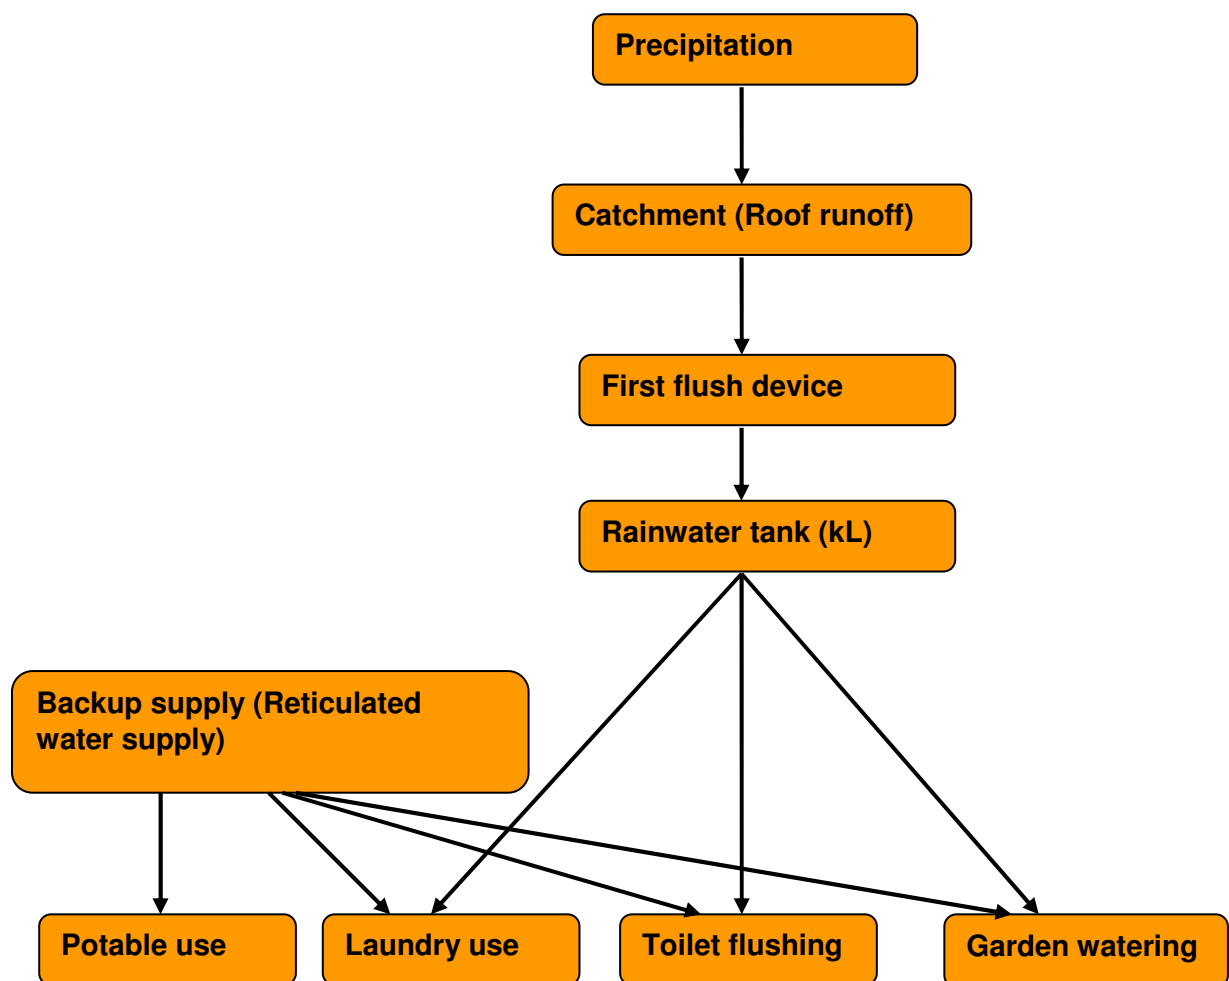 Precipitation
Catchment (Roof runoff)
First flush device
Rainwater tank (kL)
Backup supply (Reticulated
water supply)
Potable use
Laundry use
Toilet flushing
Garden watering